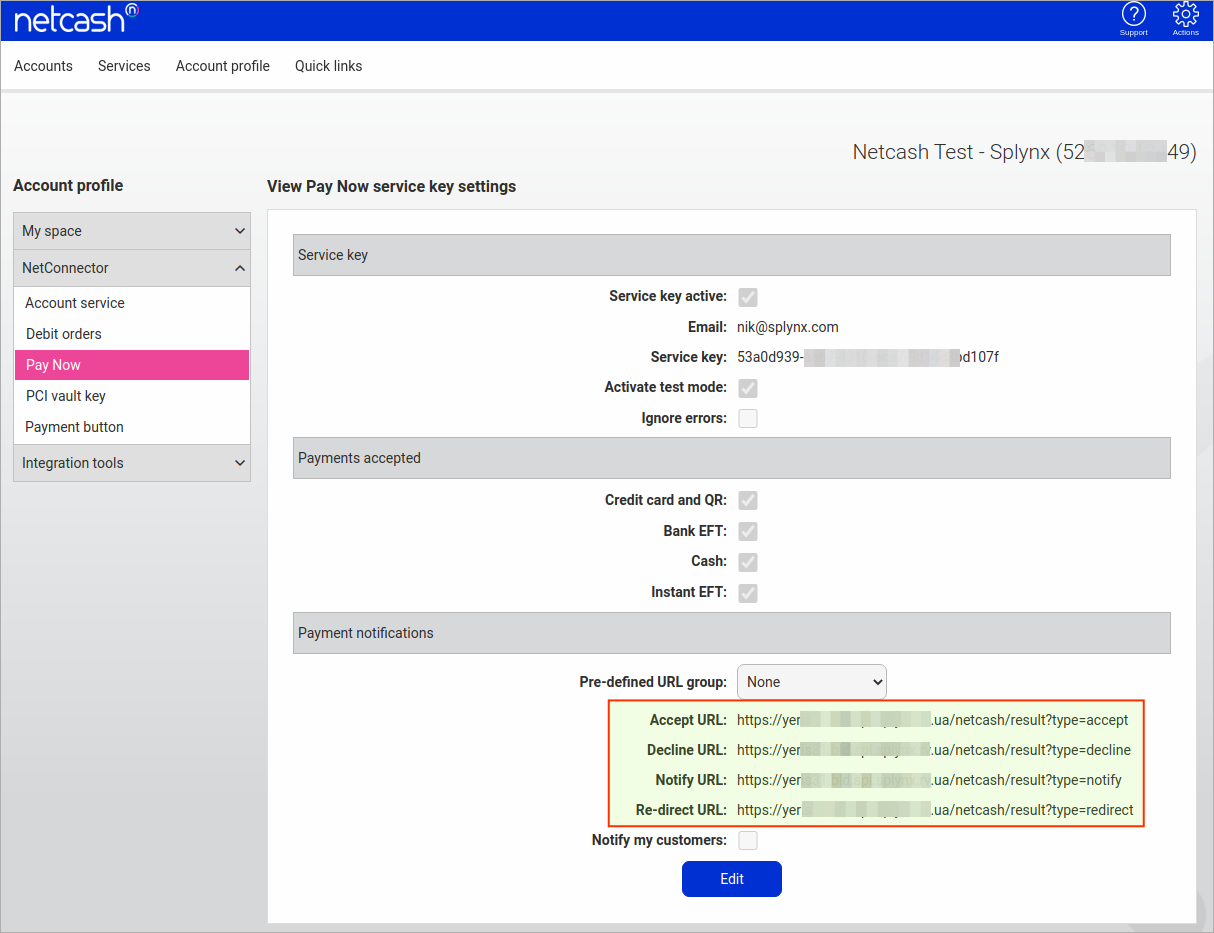 netcash
Support
Actions
Accounts Services Account profile Quick links
Netcash Test - Splynx (52 49)
Account profile
My space
NetConnector
Account service
Debit orders
Pay Now
PCI vault key
Payment button
Integration tools
View Pay Now service key settings
Service key
Service key active:
Email: nik@splynx.com
Service key: 53a0d939- d107f
Activate test mode:
Ignore errors:
Payments accepted
Credit card and QR:
Bank EFT:
Cash:
Instant EFT:
Payment notifications
Pre-defined URL group: None
Accept URL: https://yer .ua/netcash/result?type=accept
Decline URL: https://yer .ua/netcash/result?type=decline
Notify URL: https://yer .ua/netcash/result?type=notify
Re-direct URL: https://yer .ua/netcash/result?type=redirect
Notify my customers:
Edit